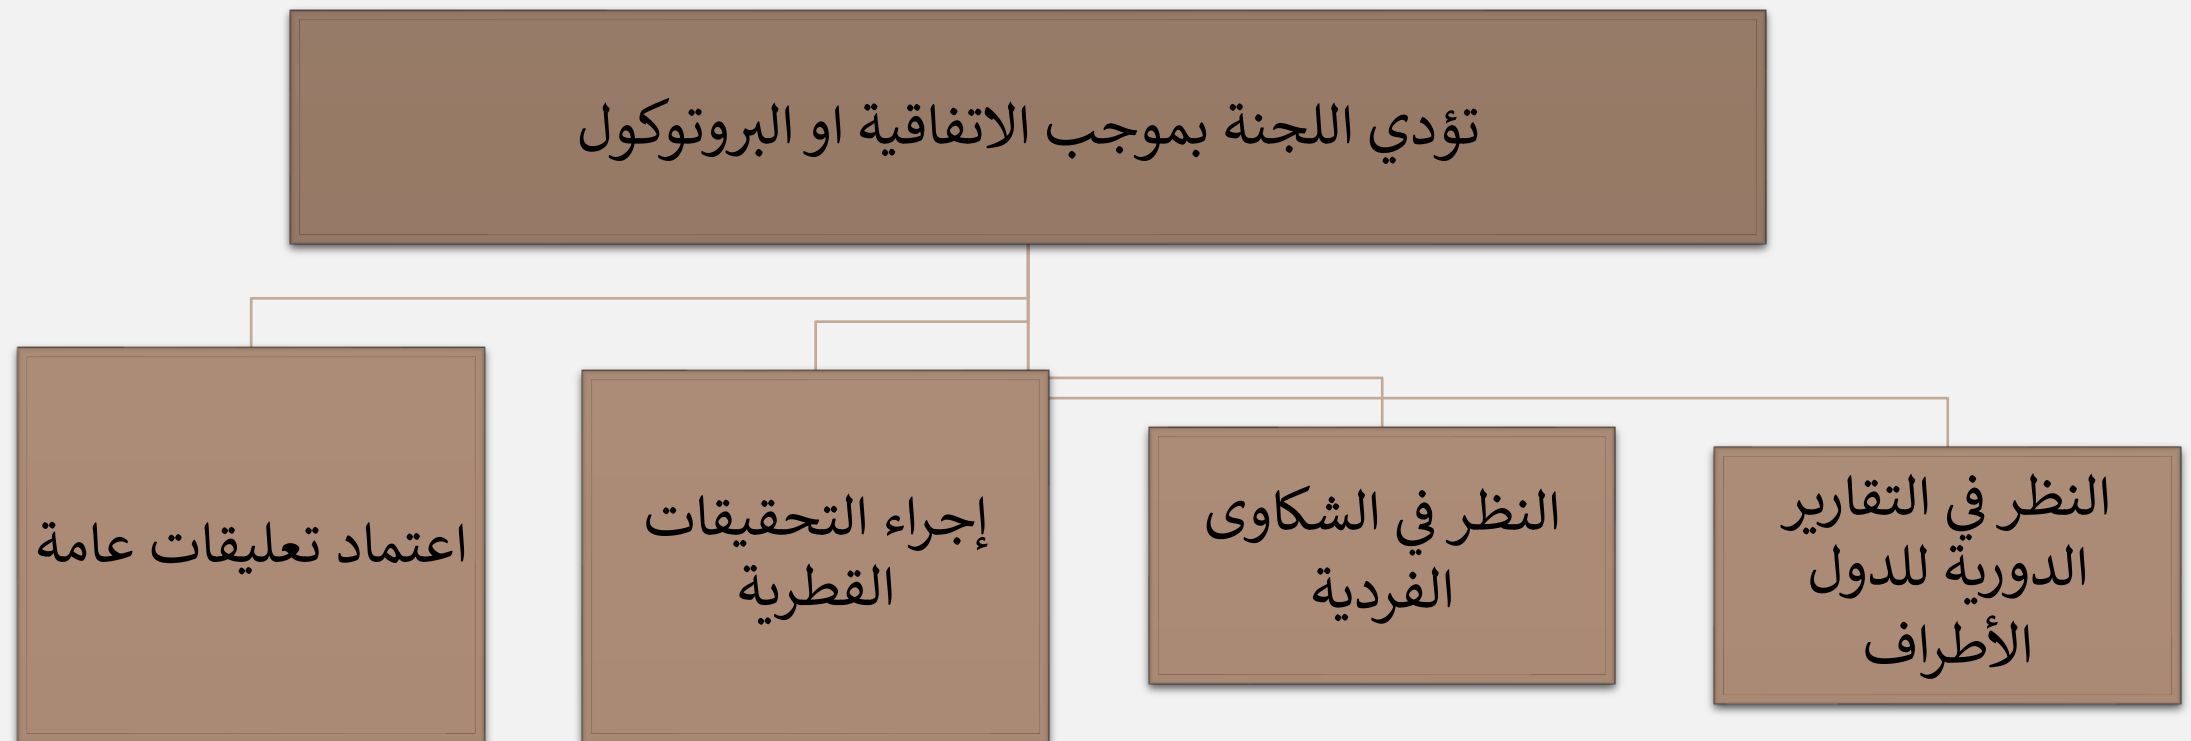 تؤدي اللجنة بموجب الاتفاقية او البروتوكول
النظر في التقارير
الدورية للدول
الأطراف
النظر في الشكاوى
الفردية
إجراء التحقيقات
القطرية
اعتماد تعليقات عامة